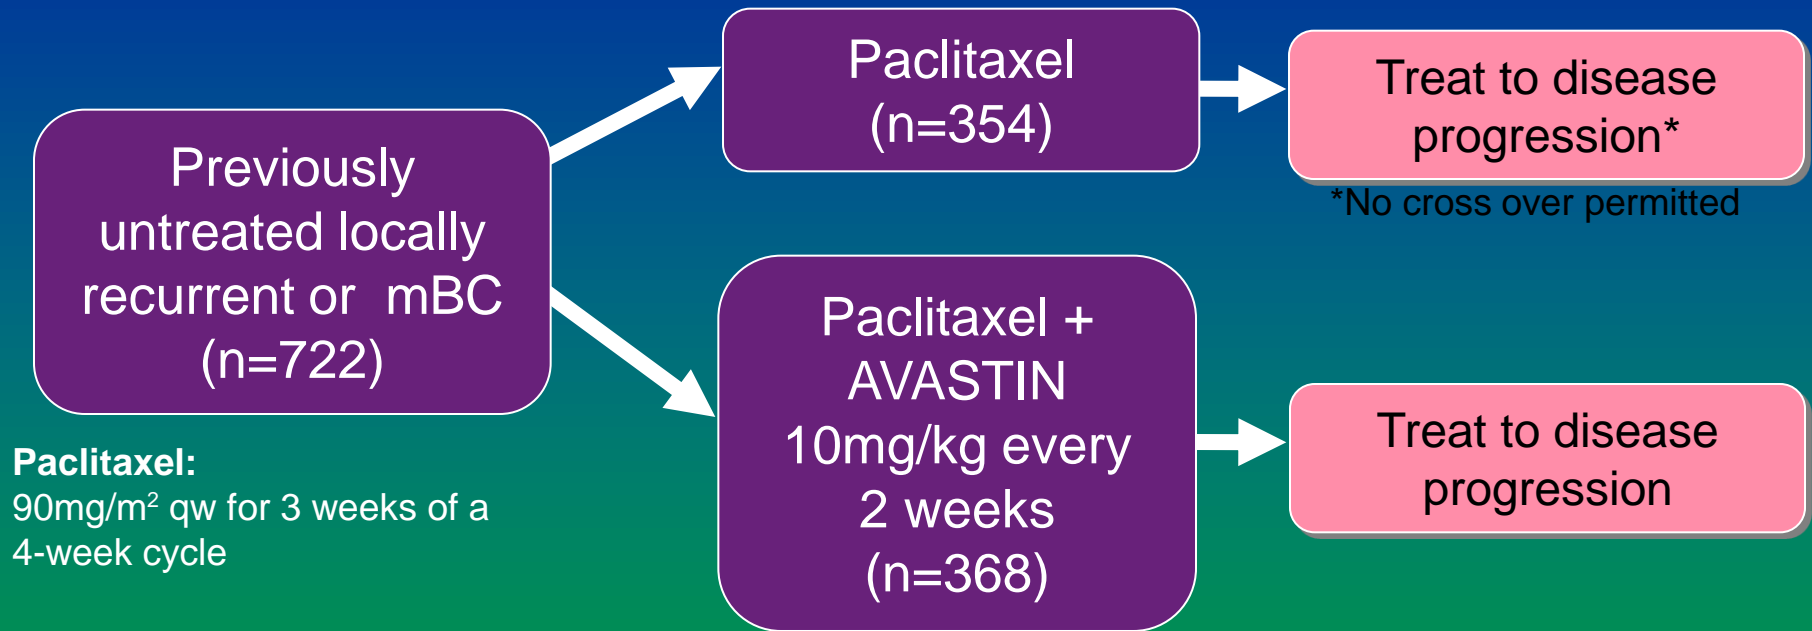 Previously
untreated locally
recurrent or mBC
(n=722)
Paclitaxel:
90mg/m² qw for 3 weeks of a
4-week cycle
Paclitaxel
(n=354)
Treat to disease
progression*
*No cross over permitted
Paclitaxel +
AVASTIN
10mg/kg every
2 weeks
(n=368)
Treat to disease
progression